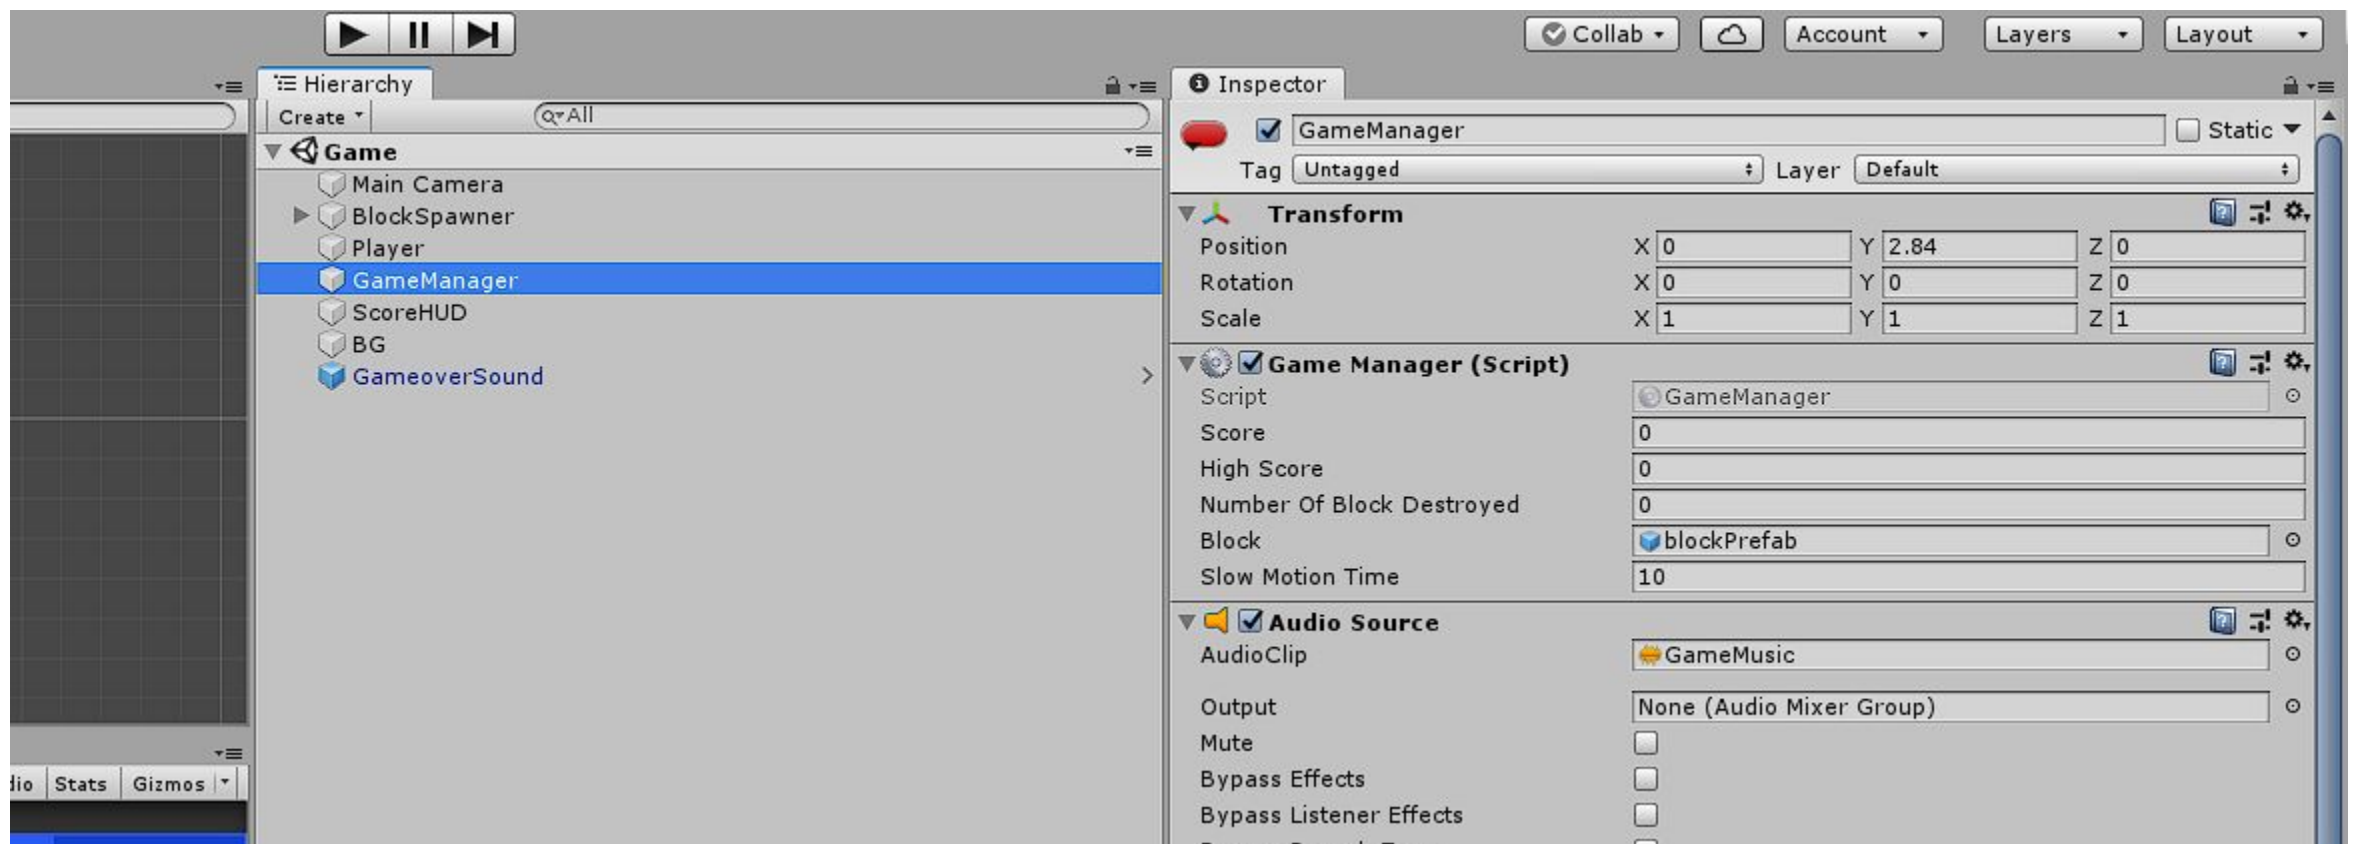 Collab
Account
Layers
Layout
Hierarchy
Inspector
Create
All
GameManager
Static
Game
Tag Untagged Layer Default
Main Camera
BlockSpawner
Player
GameManager
ScoreHUD
BG
GameoverSound
Transform
Position X 0 Y 2.84 Z 0
Rotation X 0 Y 0 Z 0
Scale X 1 Y 1 Z 1
Game Manager (Script)
Script GameManager
Score 0
High Score 0
Number Of Block Destroyed 0
Block blockPrefab
Slow Motion Time 10
Audio Source
AudioClip GameMusic
Output None (Audio Mixer Group)
Mute
Bypass Effects
Bypass Listener Effects
Stats Gizmos